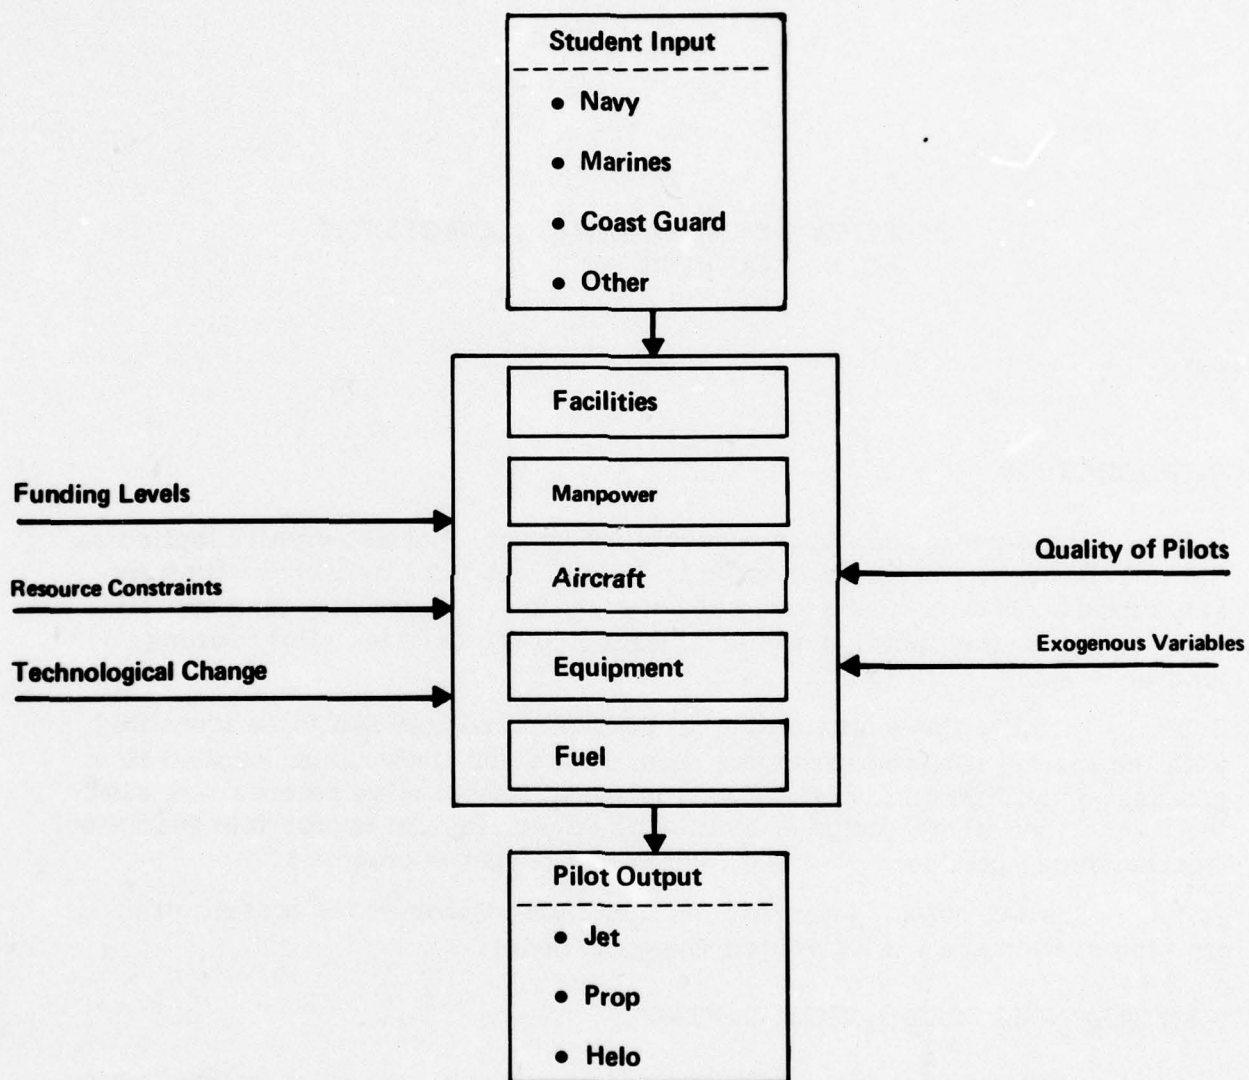 Student Input
• Navy
• Marines
• Coast Guard
• Other
Facilities
Manpower
Aircraft
Equipment
Fuel
Funding Levels
Resource Constraints
Technological Change
Quality of Pilots
Exogenous Variables
Pilot Output
• Jet
• Prop
• Helo